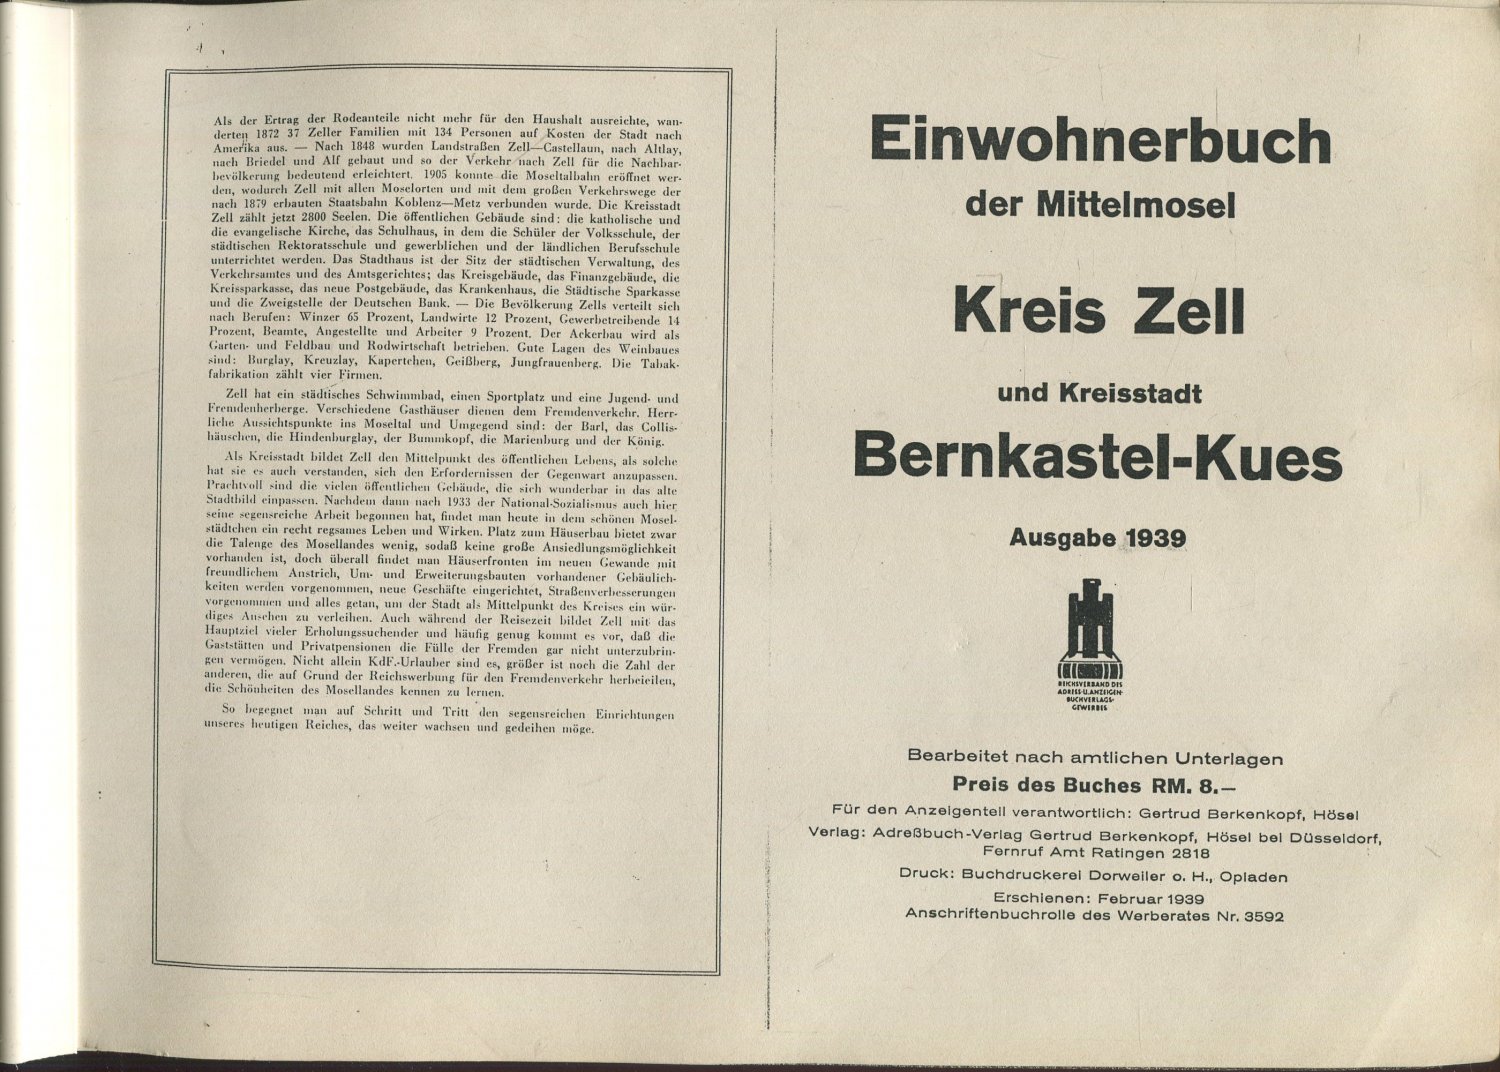 Als der Ertrag der Rodeanteile nicht mehr für den Haushalt ausreichte, wan-
derten 1872 37 Zeller Familien mit 134 Personen auf Kosten der Stadt nach
Amerika aus. — Nach 1848 wurden Landstraßen Zell—Castellaun, nach Altlay,
nach Briedel und Alf gebaut und so der Verkehr nach Zell für die Nachbar-
bevölkerung bedeutend erleichtert. 1905 konnte die Moseltalbahn eröffnet wer-
den, wodurch Zell mit allen Moselorten und mit dem großen Verkehrswege der
nach 1879 erbauten Staatsbahn Koblenz—Metz verbunden wurde. Die Kreisstadt
Zell zählt jetzt 2800 Seelen. Die öffentlichen Gebäude sind: die katholische und
die evangelische Kirche, das Schulhaus, in dem die Schüler der Volksschule, der
städtischen Rektoratsschule und gewerblichen und der ländlichen Berufsschule
unterrichtet werden. Das Stadthaus ist der Sitz der städtischen Verwaltung, des
Verkehrsamtes und des Amtsgerichtes; das Kreisgebäude, das Finanzgebäude, die
Kreissparkasse, das neue Postgebäude, das Krankenhaus, die Städtische Sparkasse
und die Zweigstelle der Deutschen Bank. — Die Bevölkerung Zells verteilt sich
nach Berufen: Winzer 65 Prozent, Landwirte 12 Prozent, Gewerbetreibende 14
Prozent, Beamte, Angestellte und Arbeiter 9 Prozent. Der Ackerbau wird als
Garten- und Feldbau und Rodwirtschaft betrieben. Gute Lagen des Weinbaues
sind: Burglay, Kreuzlay, Kapertchen, Geißberg, Jungfrauenberg. Die Tabak-
fabrikation zählt vier Firmen.
Zell hat ein städtisches Schwimmbad, einen Sportplatz und eine Jugend- und
Fremdenherberge. Verschiedene Gasthäuser dienen dem Fremdenverkehr. Herr-
liche Aussichtspunkte ins Moseltal und Umgegend sind: der Barl, das Collis-
häuschen, die Hindenburglay, der Bummkopf, die Marienburg und der König.
Als Kreisstadt bildet Zell den Mittelpunkt des öffentlichen Lebens, als solche
hat sie es auch verstanden, sich den Erfordernissen der Gegenwart anzupassen.
Prachtvoll sind die vielen öffentlichen Gebäude, die sich wunderbar in das alte
Stadtbild einpassen. Nachdem dann nach 1933 der National-Sozialismus auch hier
seine segensreiche Arbeit begonnen hat, findet man heute in dem schönen Mosel-
städtchen ein recht regsames Leben und Wirken. Platz zum Häuserbau bietet zwar
die Talenge des Mosellandes wenig, sodaß keine große Ansiedlungsmöglichkeit
vorhanden ist, doch überall findet man Häuserfronten im neuen Gewande mit
freundlichem Anstrich, Um- und Erweiterungsbauten vorhandener Gebäulich-
keiten werden vorgenommen, neue Geschäfte eingerichtet, Straßenverbesserungen
vorgenommen und alles getan, um der Stadt als Mittelpunkt des Kreises ein wür-
diges Ansehen zu verleihen. Auch während der Reisezeit bildet Zell mit das
Hauptziel vieler Erholungssuchender und häufig genug kommt es vor, daß die
Gaststätten und Privatpensionen die Fülle der Fremden gar nicht unterzubrin-
gen vermögen. Nicht allein KdF.-Urlauber sind es, größer ist noch die Zahl der
anderen, die auf Grund der Reichswerbung für den Fremdenverkehr herbeieilen,
die Schönheiten des Mosellandes kennen zu lernen.
So begegnet man auf Schritt und Tritt den segensreichen Einrichtungen
unseres heutigen Reiches, das weiter wachsen und gedeihen möge.
Einwohnerbuch
der Mittelmosel
Kreis Zell
und Kreisstadt
Bernkastel-Kues
Ausgabe 1939
REICHSVERBAND DES
ADRESS-U.ANZEIGEN-
BUCHVERLAGS-
GEWERBES
Bearbeitet nach amtlichen Unterlagen
Preis des Buches RM. 8.—
Für den Anzeigenteil verantwortlich: Gertrud Berkenkopf, Hösel
Verlag: Adreßbuch-Verlag Gertrud Berkenkopf, Hösel bei Düsseldorf,
Fernruf Amt Ratingen 2818
Druck: Buchdruckerei Dorweiler o. H., Opladen
Erschienen: Februar 1939
Anschriftenbuchrolle des Werberates Nr. 3592